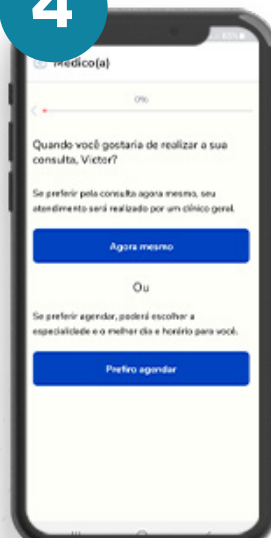 4
Médico(a)
0%
Quando você gostaria de realizar a sua
consulta, Victor?
Se preferir pela consulta agora mesmo, seu
atendimento será realizado por um clínico geral.
Agora mesmo
Ou
Se preferir agendar, poderá escolher a
especialidade e o melhor dia e horário para você.
Prefiro agendar